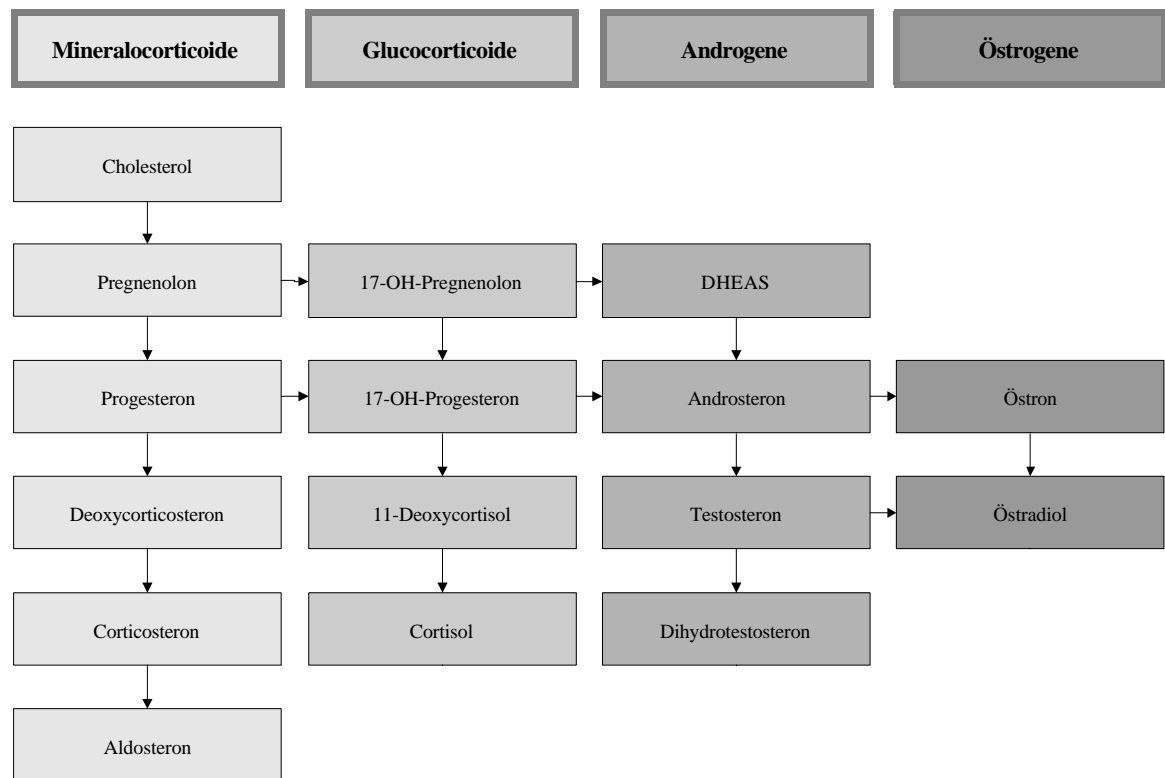 Mineralocorticoide
Glucocorticoide
Androgene
Östrogene
Cholesterol
Pregnenolon
17-OH-Pregnenolon
DHEAS
Progesteron
17-OH-Progesteron
Androsteron
Östron
Deoxycorticosteron
11-Deoxycortisol
Testosteron
Östradiol
Corticosteron
Cortisol
Dihydrotestosteron
Aldosteron